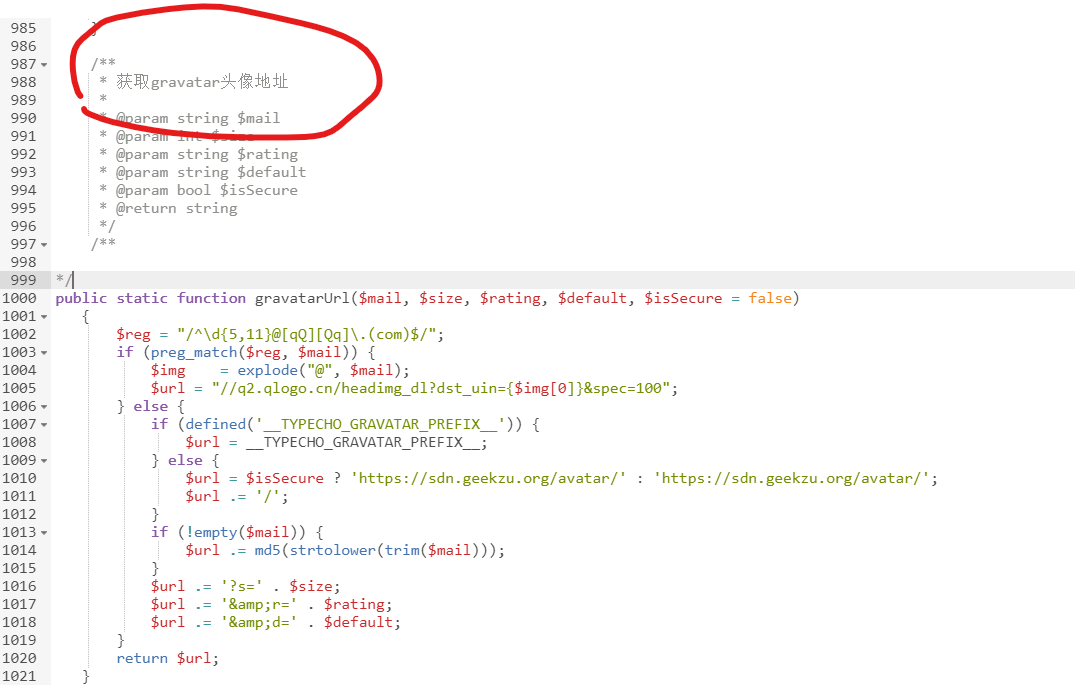 985 }
986
987 /**
988 * 获取gravatar头像地址
989 *
990 * @param string $mail
991 * @param int $size
992 * @param string $rating
993 * @param string $default
994 * @param bool $isSecure
995 * @return string
996 */
997 /**
998
999 */
1000 public static function gravatarUrl($mail, $size, $rating, $default, $isSecure = false)
1001 {
1002 $reg = "/^\d{5,11}@[qQ][Qq]\.(com)$/";
1003 if (preg_match($reg, $mail)) {
1004 $img = explode("@", $mail);
1005 $url = "//q2.qlogo.cn/headimg_dl?dst_uin={$img[0]}&spec=100";
1006 } else {
1007 if (defined('__TYPECHO_GRAVATAR_PREFIX__')) {
1008 $url = __TYPECHO_GRAVATAR_PREFIX__;
1009 } else {
1010 $url = $isSecure ? 'https://sdn.geekzu.org/avatar/' : 'https://sdn.geekzu.org/avatar/';
1011 $url .= '/';
1012 }
1013 if (!empty($mail)) {
1014 $url .= md5(strtolower(trim($mail)));
1015 }
1016 $url .= '?s=' . $size;
1017 $url .= '&amp;r=' . $rating;
1018 $url .= '&amp;d=' . $default;
1019 }
1020 return $url;
1021 }